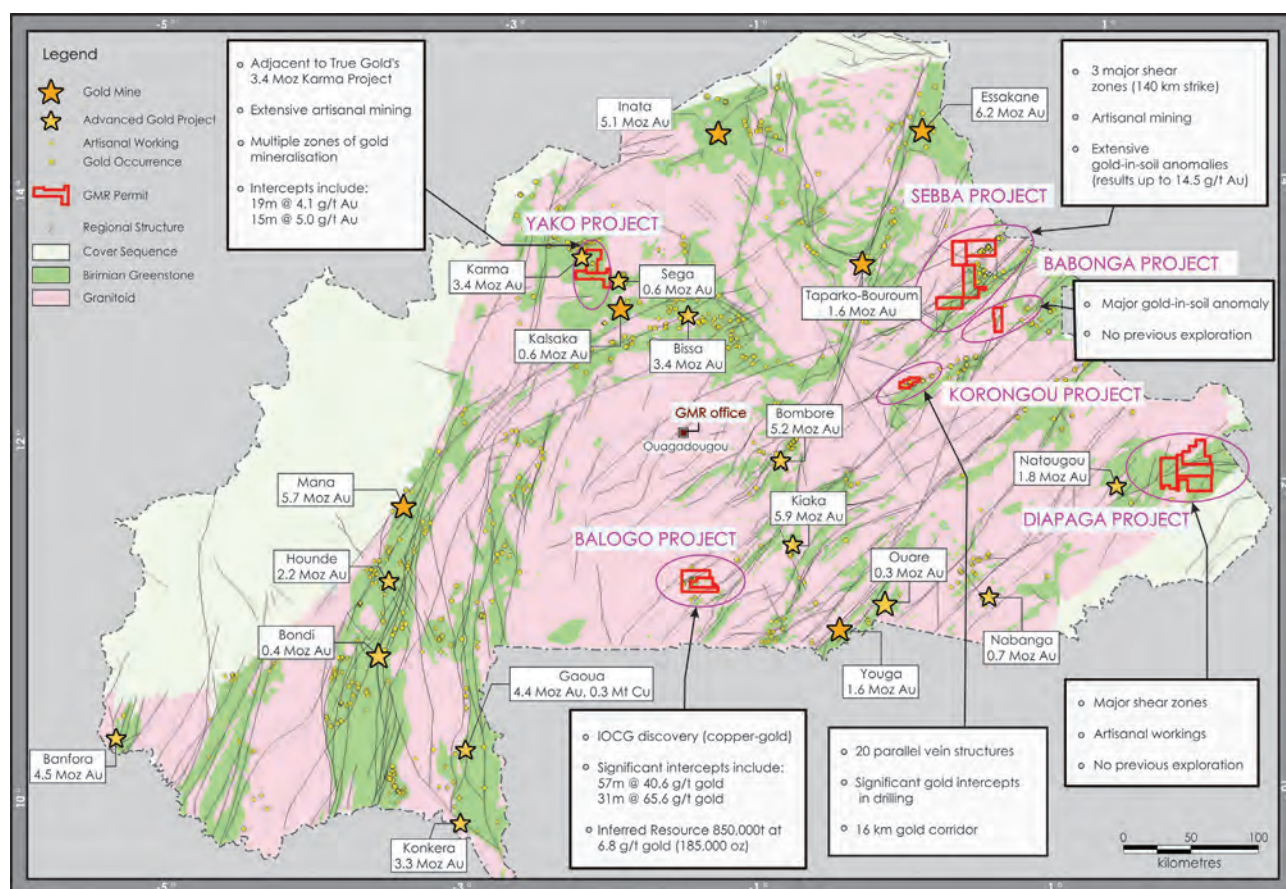 -5°
-3°
-1°
1°
Legend
Gold Mine
Advanced Gold Project
Artisanal Working
Gold Occurrence
GMR Permit
Regional Structure
Cover Sequence
Birimian Greenstone
Granitoid
Adjacent to True Gold's
3.4 Moz Karma Project
Extensive artisanal mining
Multiple zones of gold
mineralisation
Intercepts include:
19m @ 4.1 g/t Au
15m @ 5.0 g/t Au
Inata
5.1 Moz Au
Essakane
6.2 Moz Au
3 major shear
zones (140 km strike)
Artisanal mining
Extensive
gold-in-soil anomalies
(results up to 14.5 g/t Au)
14°
SEBBA PROJECT
YAKO PROJECT
Karma
3.4 Moz Au
Sega
0.6 Moz Au
BABONGA PROJECT
Taparko-Bouroum
1.6 Moz Au
Major gold-in-soil anomaly
No previous exploration
Kalsaka
0.6 Moz Au
Bissa
3.4 Moz Au
KORONGOU PROJECT
GMR office
Ouagadougou
Bombore
5.2 Moz Au
12°
Natougou
1.8 Moz Au
Mana
5.7 Moz Au
Kiaka
5.9 Moz Au
DIAPAGA PROJECT
BALOGO PROJECT
Hounde
2.2 Moz Au
Ouare
0.3 Moz Au
Bondi
0.4 Moz Au
Nabanga
0.7 Moz Au
Youga
1.6 Moz Au
Gaoua
4.4 Moz Au, 0.3 Mt Cu
Banfora
4.5 Moz Au
Konkera
3.3 Moz Au
10°
IOCG discovery (copper-gold)
Significant intercepts include:
57m @ 40.6 g/t gold
31m @ 65.6 g/t gold
Inferred Resource 850,000t at
6.8 g/t gold (185.000 oz)
20 parallel vein structures
Significant gold intercepts
in drilling
16 km gold corridor
Major shear zones
Artisanal workings
No previous exploration
0 50 100
kilometres
-5°
-3°
-1°
1°